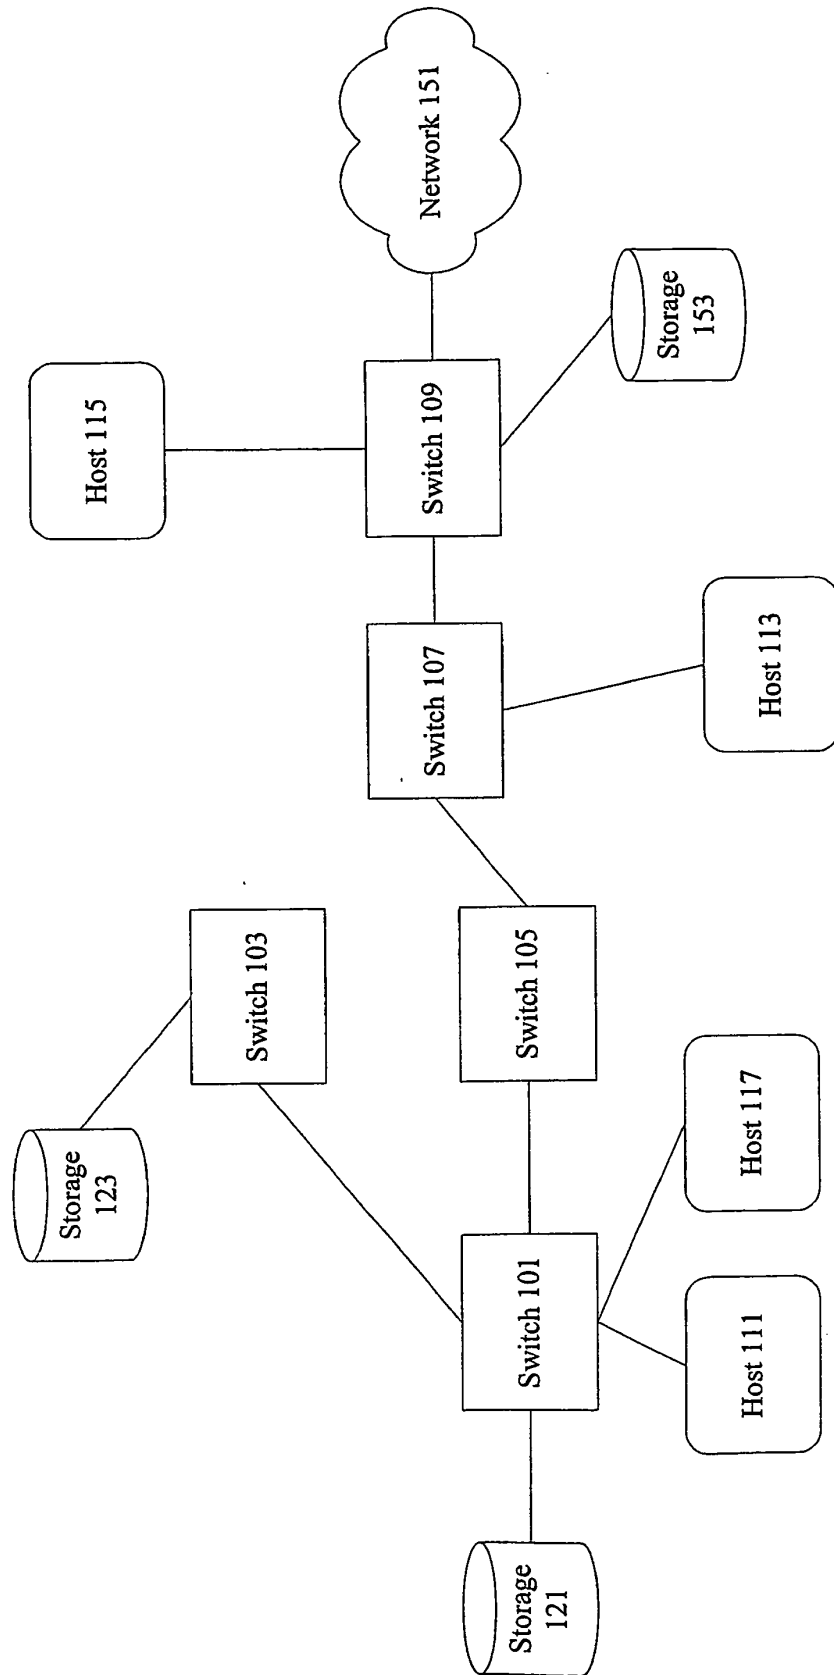 Storage
123
Host 115
Switch 103
Network 151
Switch 109
Switch 107
Storage
121
Switch 101
Switch 105
Storage
153
Host 111
Host 117
Host 113